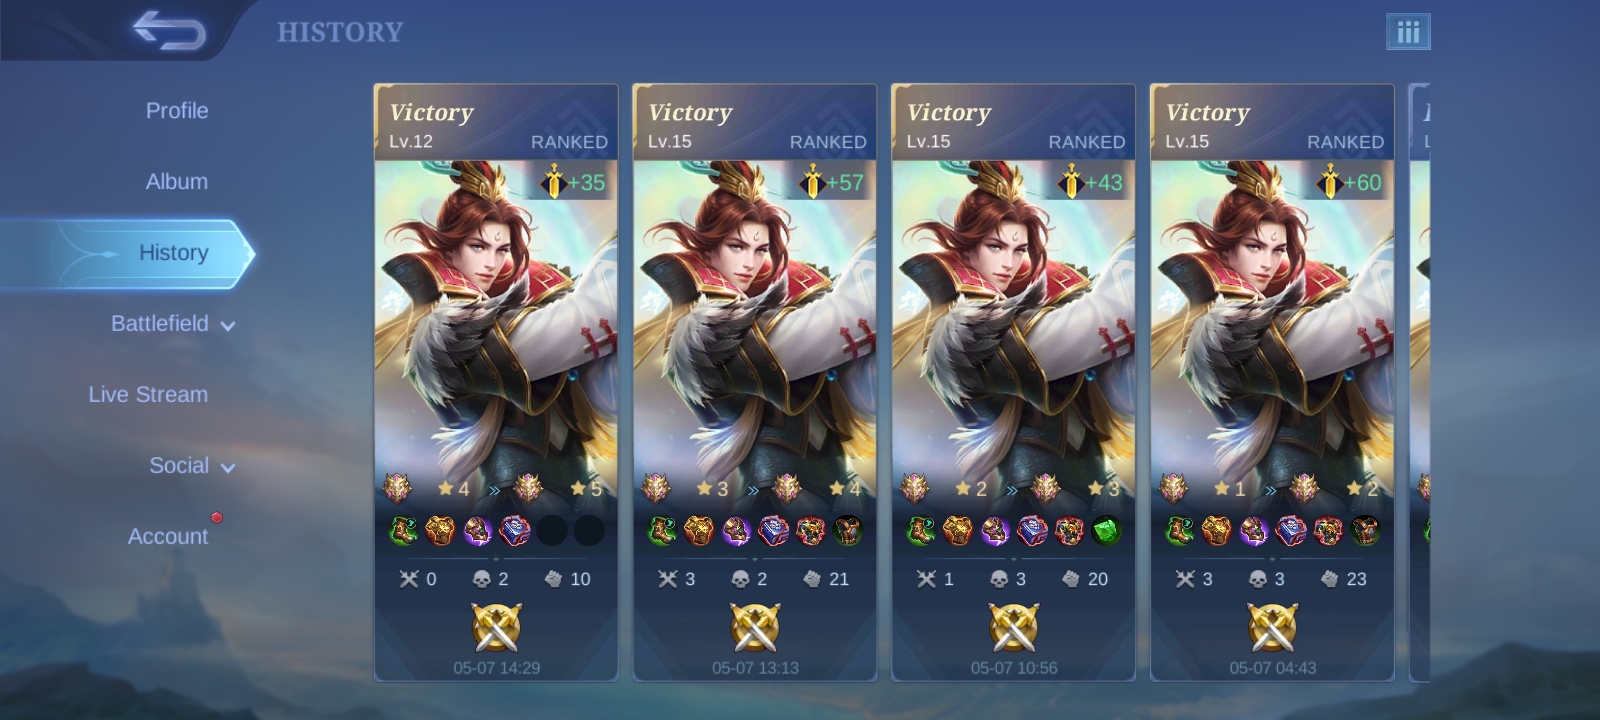 HISTORY
Profile
Album
History
Battlefield
Live Stream
Social
Account
Victory
Lv.12 RANKED
+35
4 5
0 2 10
05-07 14:29
Victory
Lv.15 RANKED
+57
3 4
3 2 21
05-07 13:13
Victory
Lv.15 RANKED
+43
2 3
1 3 20
05-07 10:56
Victory
Lv.15 RANKED
+60
1 2
3 3 23
05-07 04:43